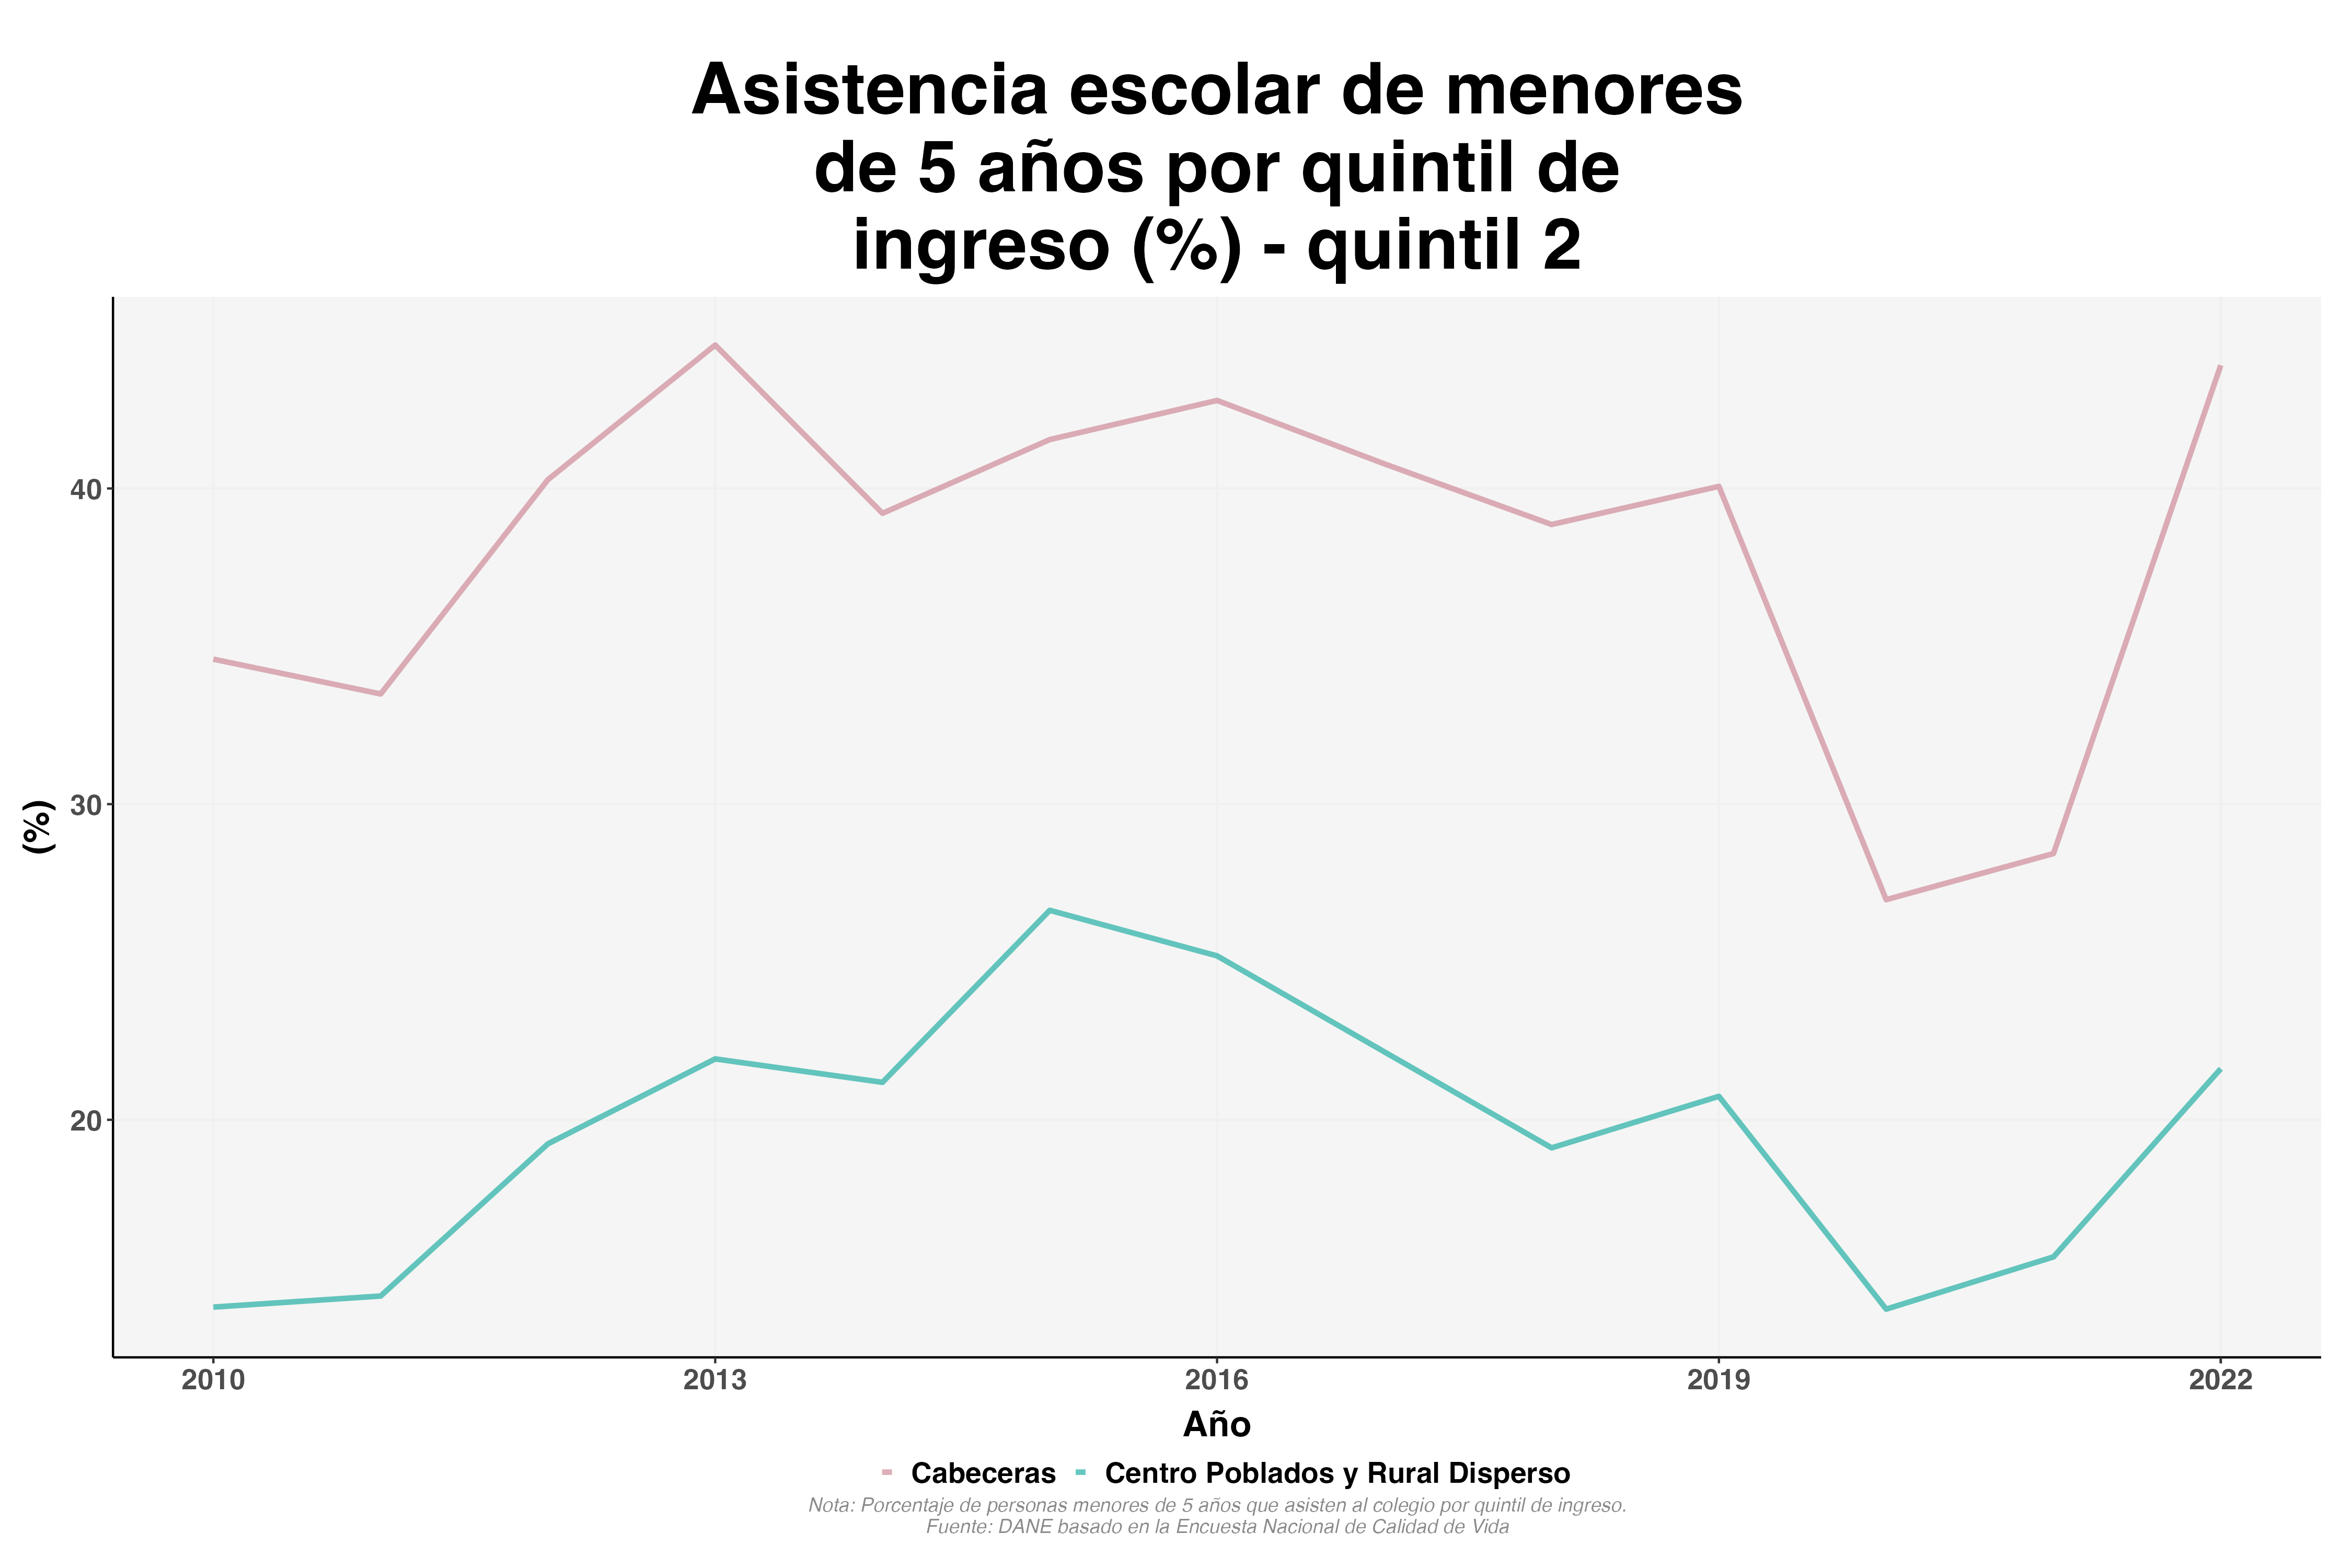 Asistencia escolar de menores
de 5 años por quintil de
ingreso (%) - quintil 2
(%)
40
30
20
2010 2013 2016 2019 2022
Año
Cabeceras Centro Poblados y Rural Disperso
Nota: Porcentaje de personas menores de 5 años que asisten al colegio por quintil de ingreso.
Fuente: DANE basado en la Encuesta Nacional de Calidad de Vida